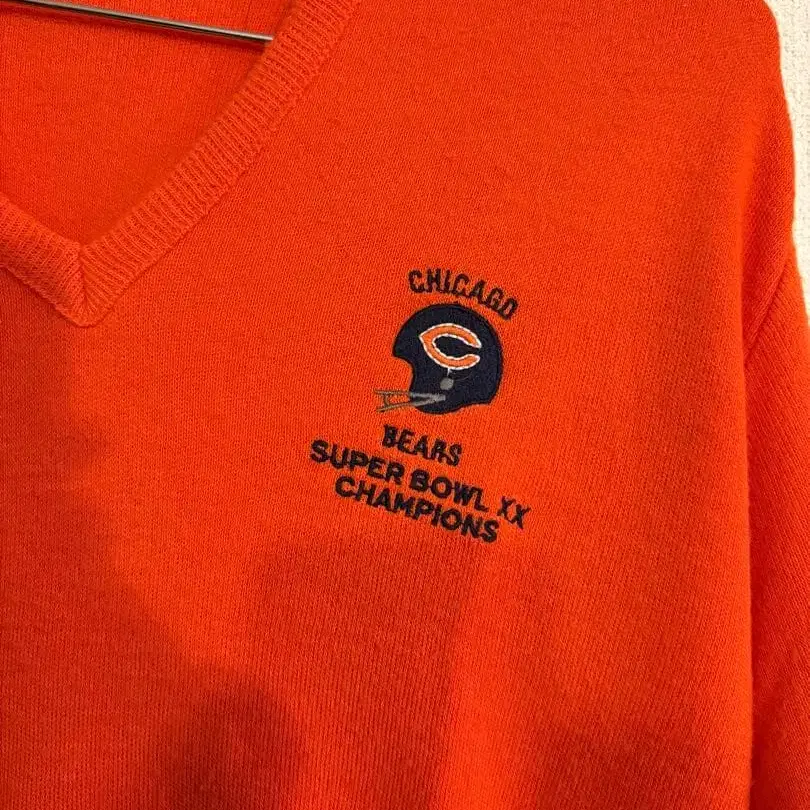 CHICAGO
BEARS
SUPER BOWL XX
CHAMPIONS